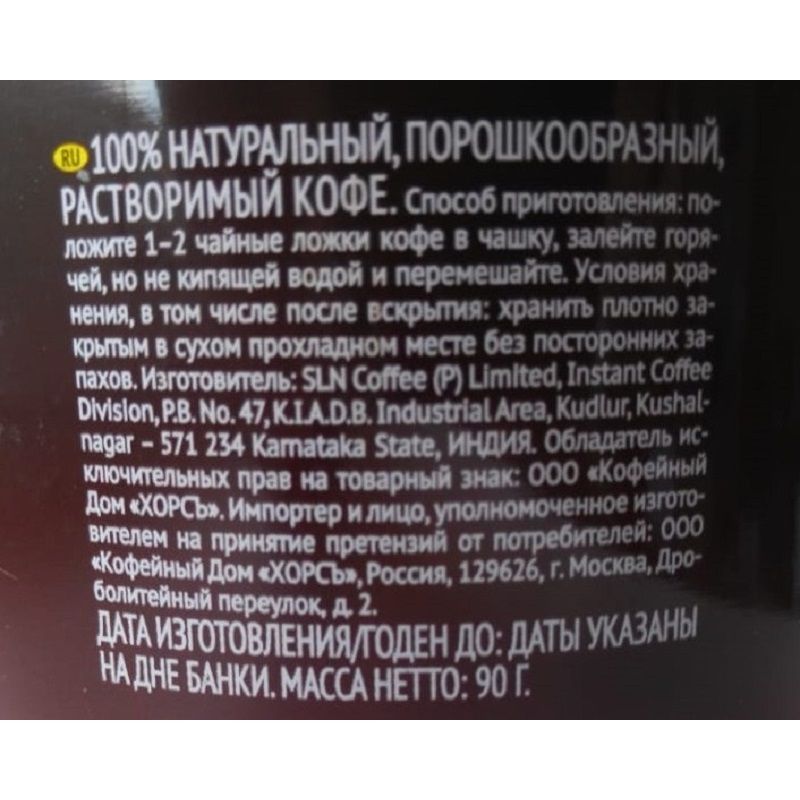 RU 100% НАТУРАЛЬНЫЙ, ПОРОШКООБРАЗНЫЙ,
РАСТВОРИМЫЙ КОФЕ. Способ приготовления: по-
ложите 1–2 чайные ложки кофе в чашку, залейте горя-
чей, но не кипящей водой и перемешайте. Условия хра-
нения, в том числе после вскрытия: хранить плотно за-
крытым в сухом прохладном месте без посторонних за-
пахов. Изготовитель: SLN Coffee (P) Limited, Instant Coffee
Division, P.B. No. 47, K.I.A.D.B. Industrial Area, Kudlur, Kushal-
nagar – 571 234 Karnataka State, ИНДИЯ. Обладатель ис-
ключительных прав на товарный знак: ООО «Кофейный
Дом «ХОРСЪ». Импортер и лицо, уполномоченное изгото-
вителем на принятие претензий от потребителей: ООО
«Кофейный Дом «ХОРСЪ», Россия, 129626, г. Москва, Дро-
болитейный переулок, д. 2.
ДАТА ИЗГОТОВЛЕНИЯ/ГОДЕН ДО: ДАТЫ УКАЗАНЫ
НА ДНЕ БАНКИ. МАССА НЕТТО: 90 Г.